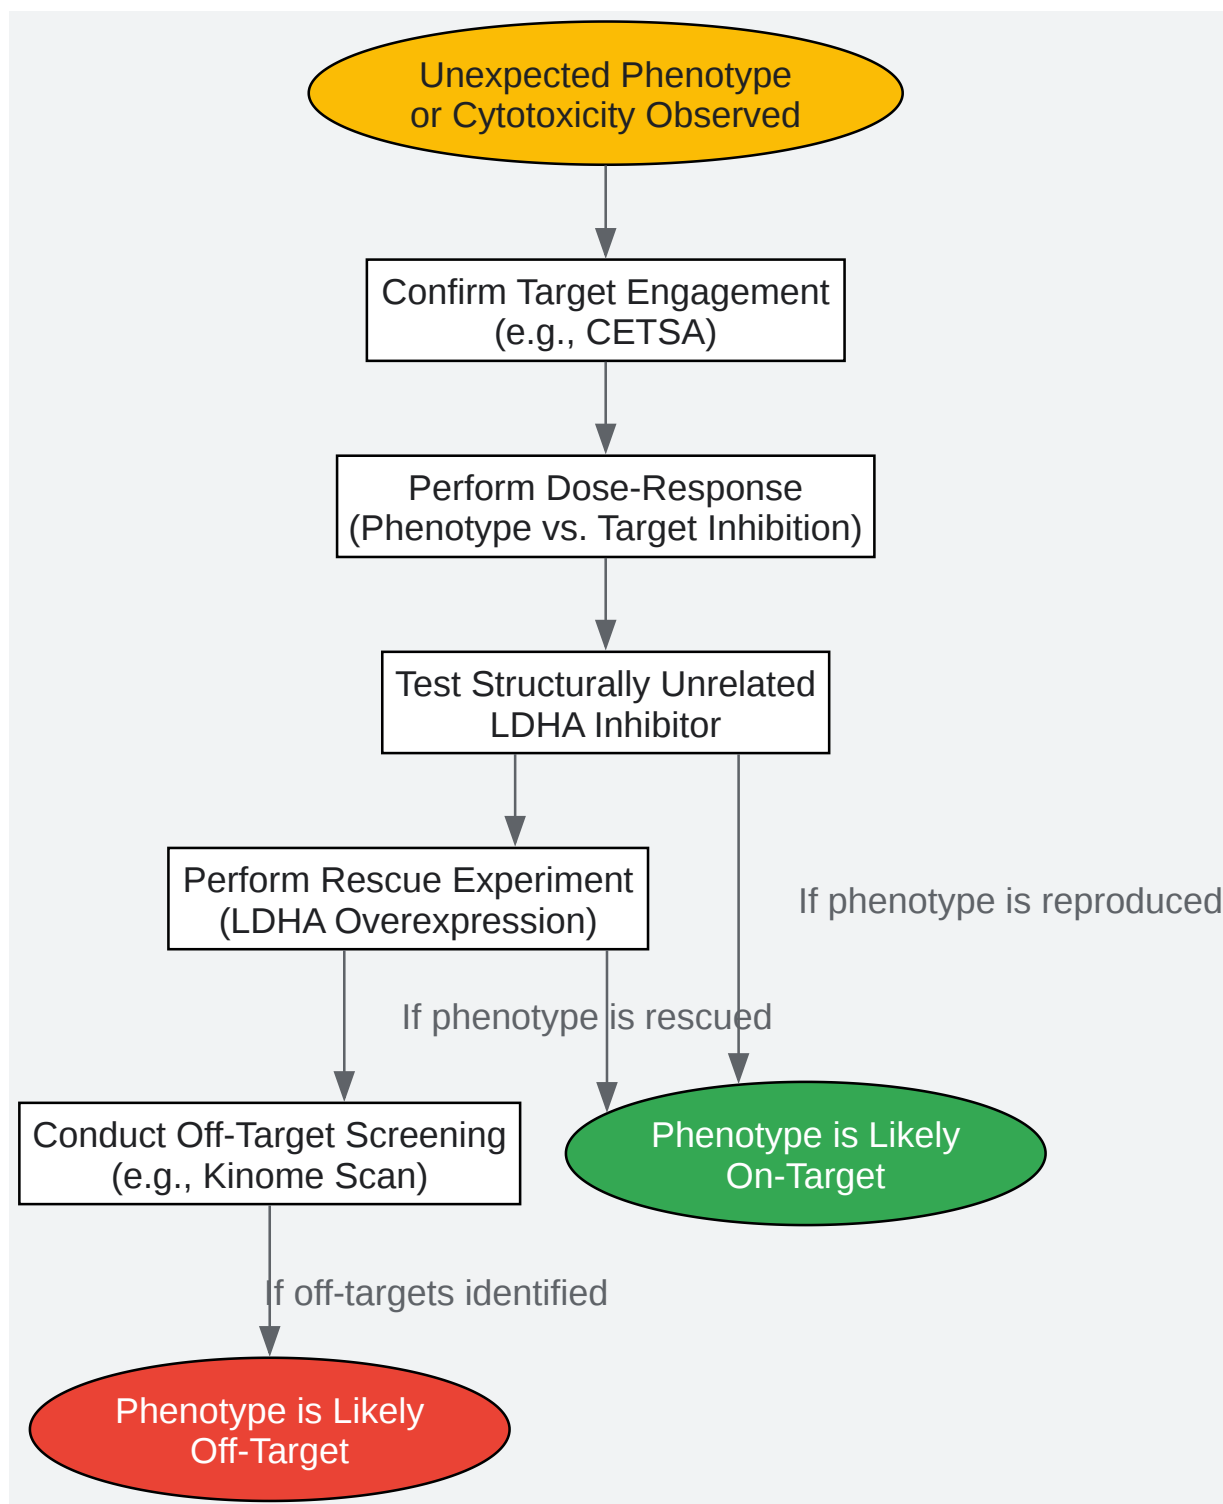 Unexpected Phenotype
or Cytotoxicity Observed
Confirm Target Engagement
(e.g., CETSA)
Perform Dose-Response
(Phenotype vs. Target Inhibition)
Test Structurally Unrelated
LDHA Inhibitor
Perform Rescue Experiment
(LDHA Overexpression)
If phenotype is reproduced
If phenotype is rescued
Conduct Off-Target Screening
(e.g., Kinome Scan)
Phenotype is Likely
On-Target
If off-targets identified
Phenotype is Likely
Off-Target